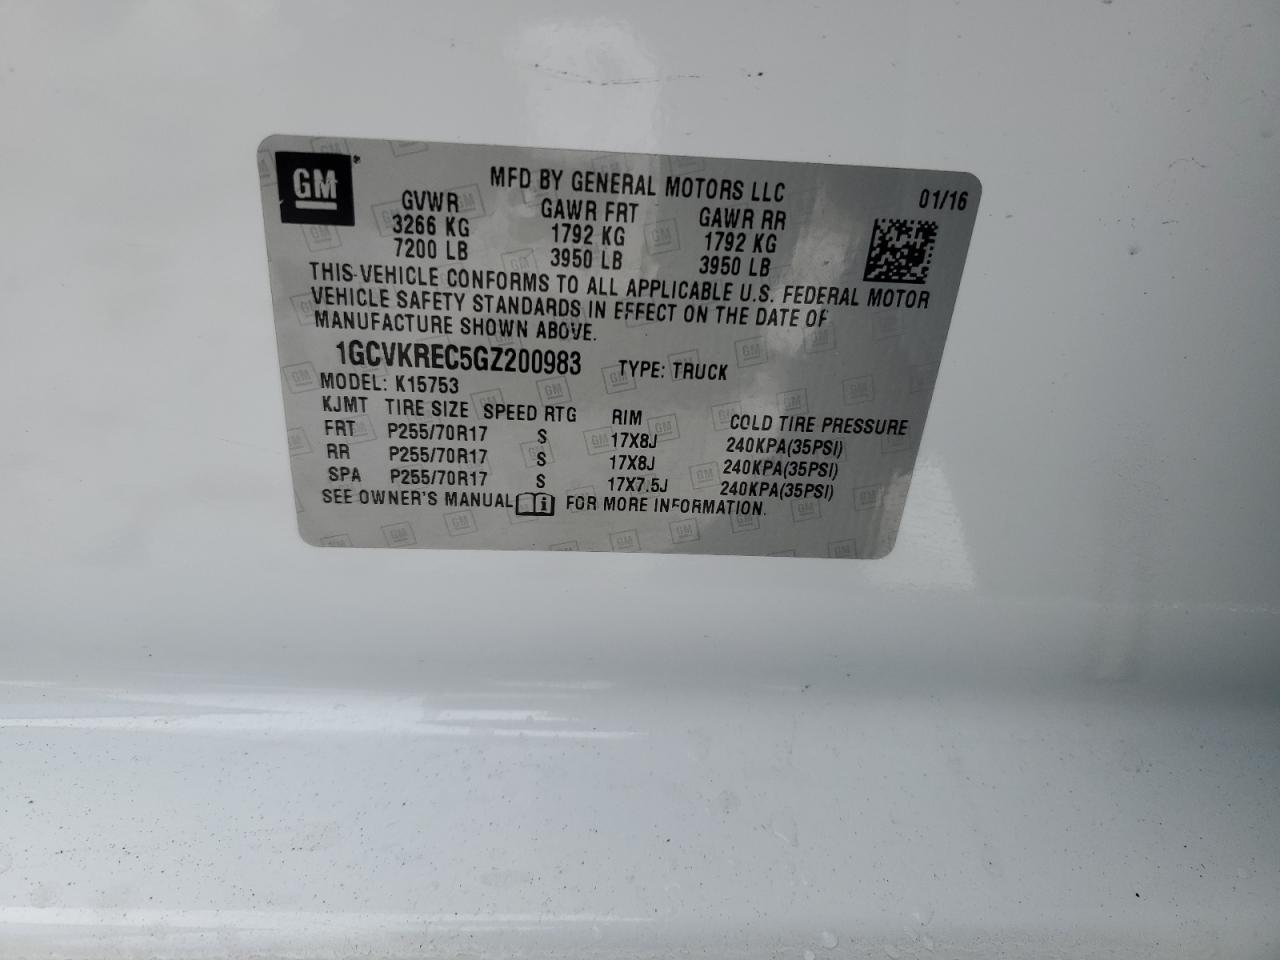 GM
MFD BY GENERAL MOTORS LLC 01/16
GVWR GAWR FRT GAWR RR
3266 KG 1792 KG 1792 KG
7200 LB 3950 LB 3950 LB
THIS VEHICLE CONFORMS TO ALL APPLICABLE U.S. FEDERAL MOTOR
VEHICLE SAFETY STANDARDS IN EFFECT ON THE DATE OF
MANUFACTURE SHOWN ABOVE.
1GCVKREC5GZ200983 TYPE: TRUCK
MODEL: K15753
KJMT TIRE SIZE SPEED RTG RIM COLD TIRE PRESSURE
FRT P255/70R17 S 17X8J 240KPA(35PSI)
RR P255/70R17 S 17X8J 240KPA(35PSI)
SPA P255/70R17 S 17X7.5J 240KPA(35PSI)
SEE OWNER'S MANUAL FOR MORE INFORMATION.